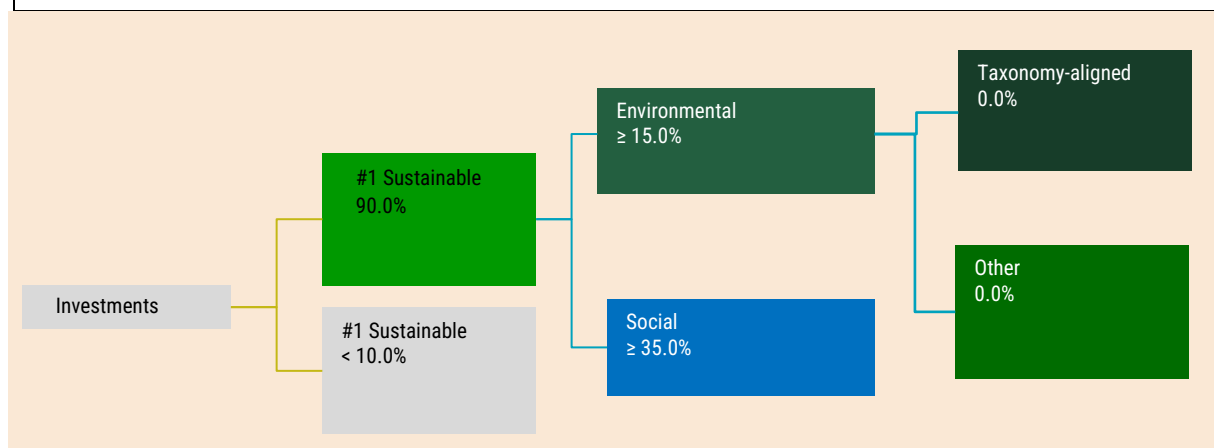 Investments
#1 Sustainable
90.0%
#1 Sustainable
< 10.0%
Environmental
≥ 15.0%
Social
≥ 35.0%
Taxonomy-aligned
0.0%
Other
0.0%